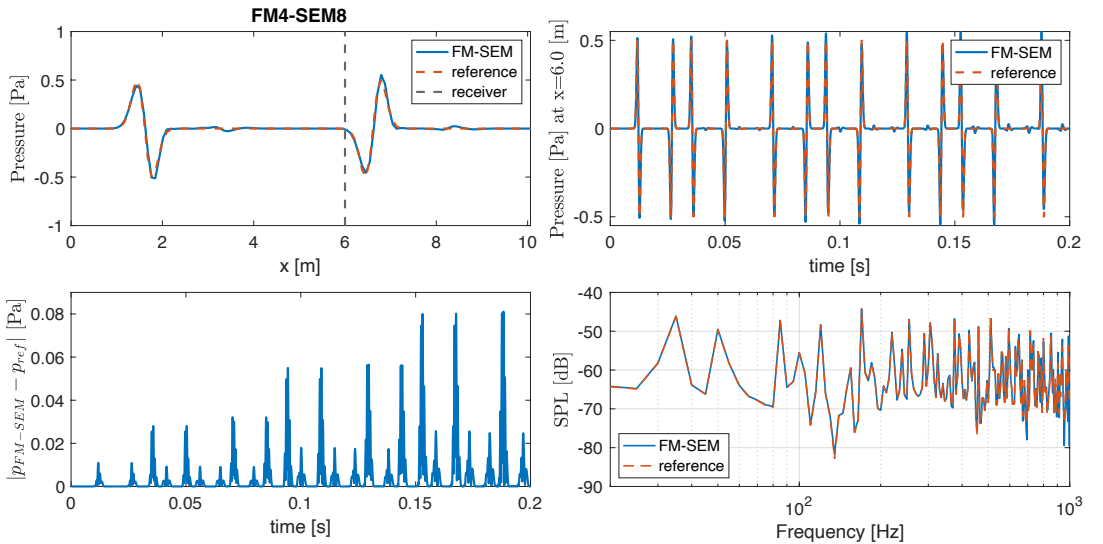 FM4-SEM8
1
0.5
0
-0.5
-1
Pressure [Pa]
FM-SEM
reference
receiver
0 2 4 6 8 10
x [m]
0.5
0
-0.5
Pressure [Pa] at x=6.0 [m]
FM-SEM
reference
0 0.05 0.1 0.15 0.2
time [s]
0.08
0.06
0.04
0.02
0
|p_{FM-SEM} - p_{ref}| [Pa]
0 0.05 0.1 0.15 0.2
time [s]
-40
-50
-60
-70
-80
-90
SPL [dB]
FM-SEM
reference
10^2 10^3
Frequency [Hz]